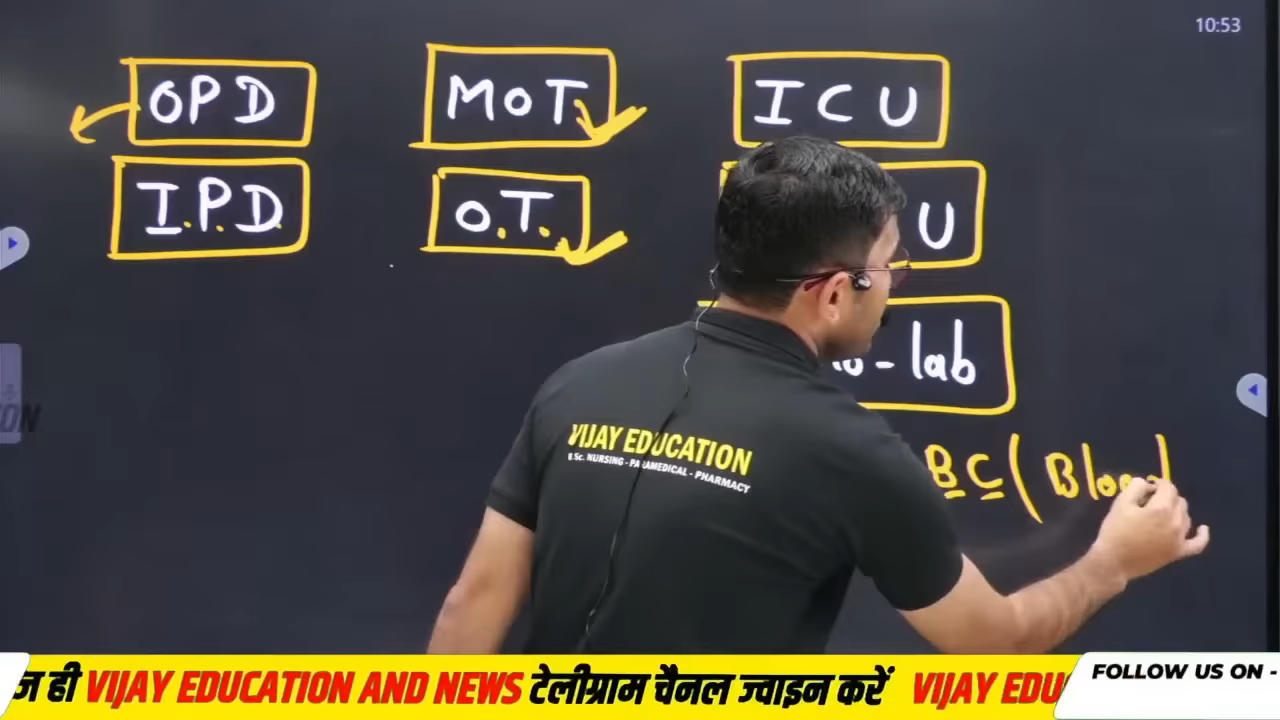 10:53
OPD
MOT
ICU
I.P.D.
O.T.
U
- lab
BC (Blood
VIJAY EDUCATION
B.Sc. NURSING - PARAMEDICAL - PHARMACY
ही VIJAY EDUCATION AND NEWS टेलीग्राम चैनल ज्वाइन करें VIJAY EDU
FOLLOW US ON -